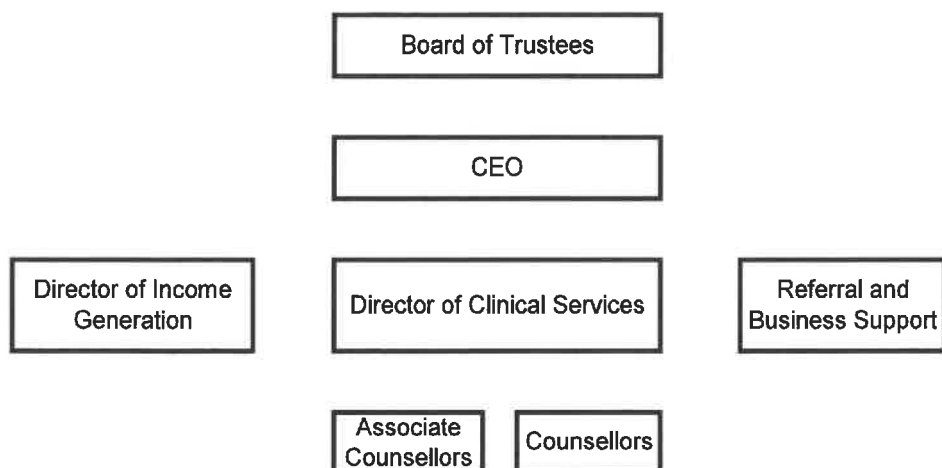 Board of Trustees
CEO
Director of Income
Generation
Director of Clinical Services
Referral and
Business Support
Associate
Counsellors
Counsellors